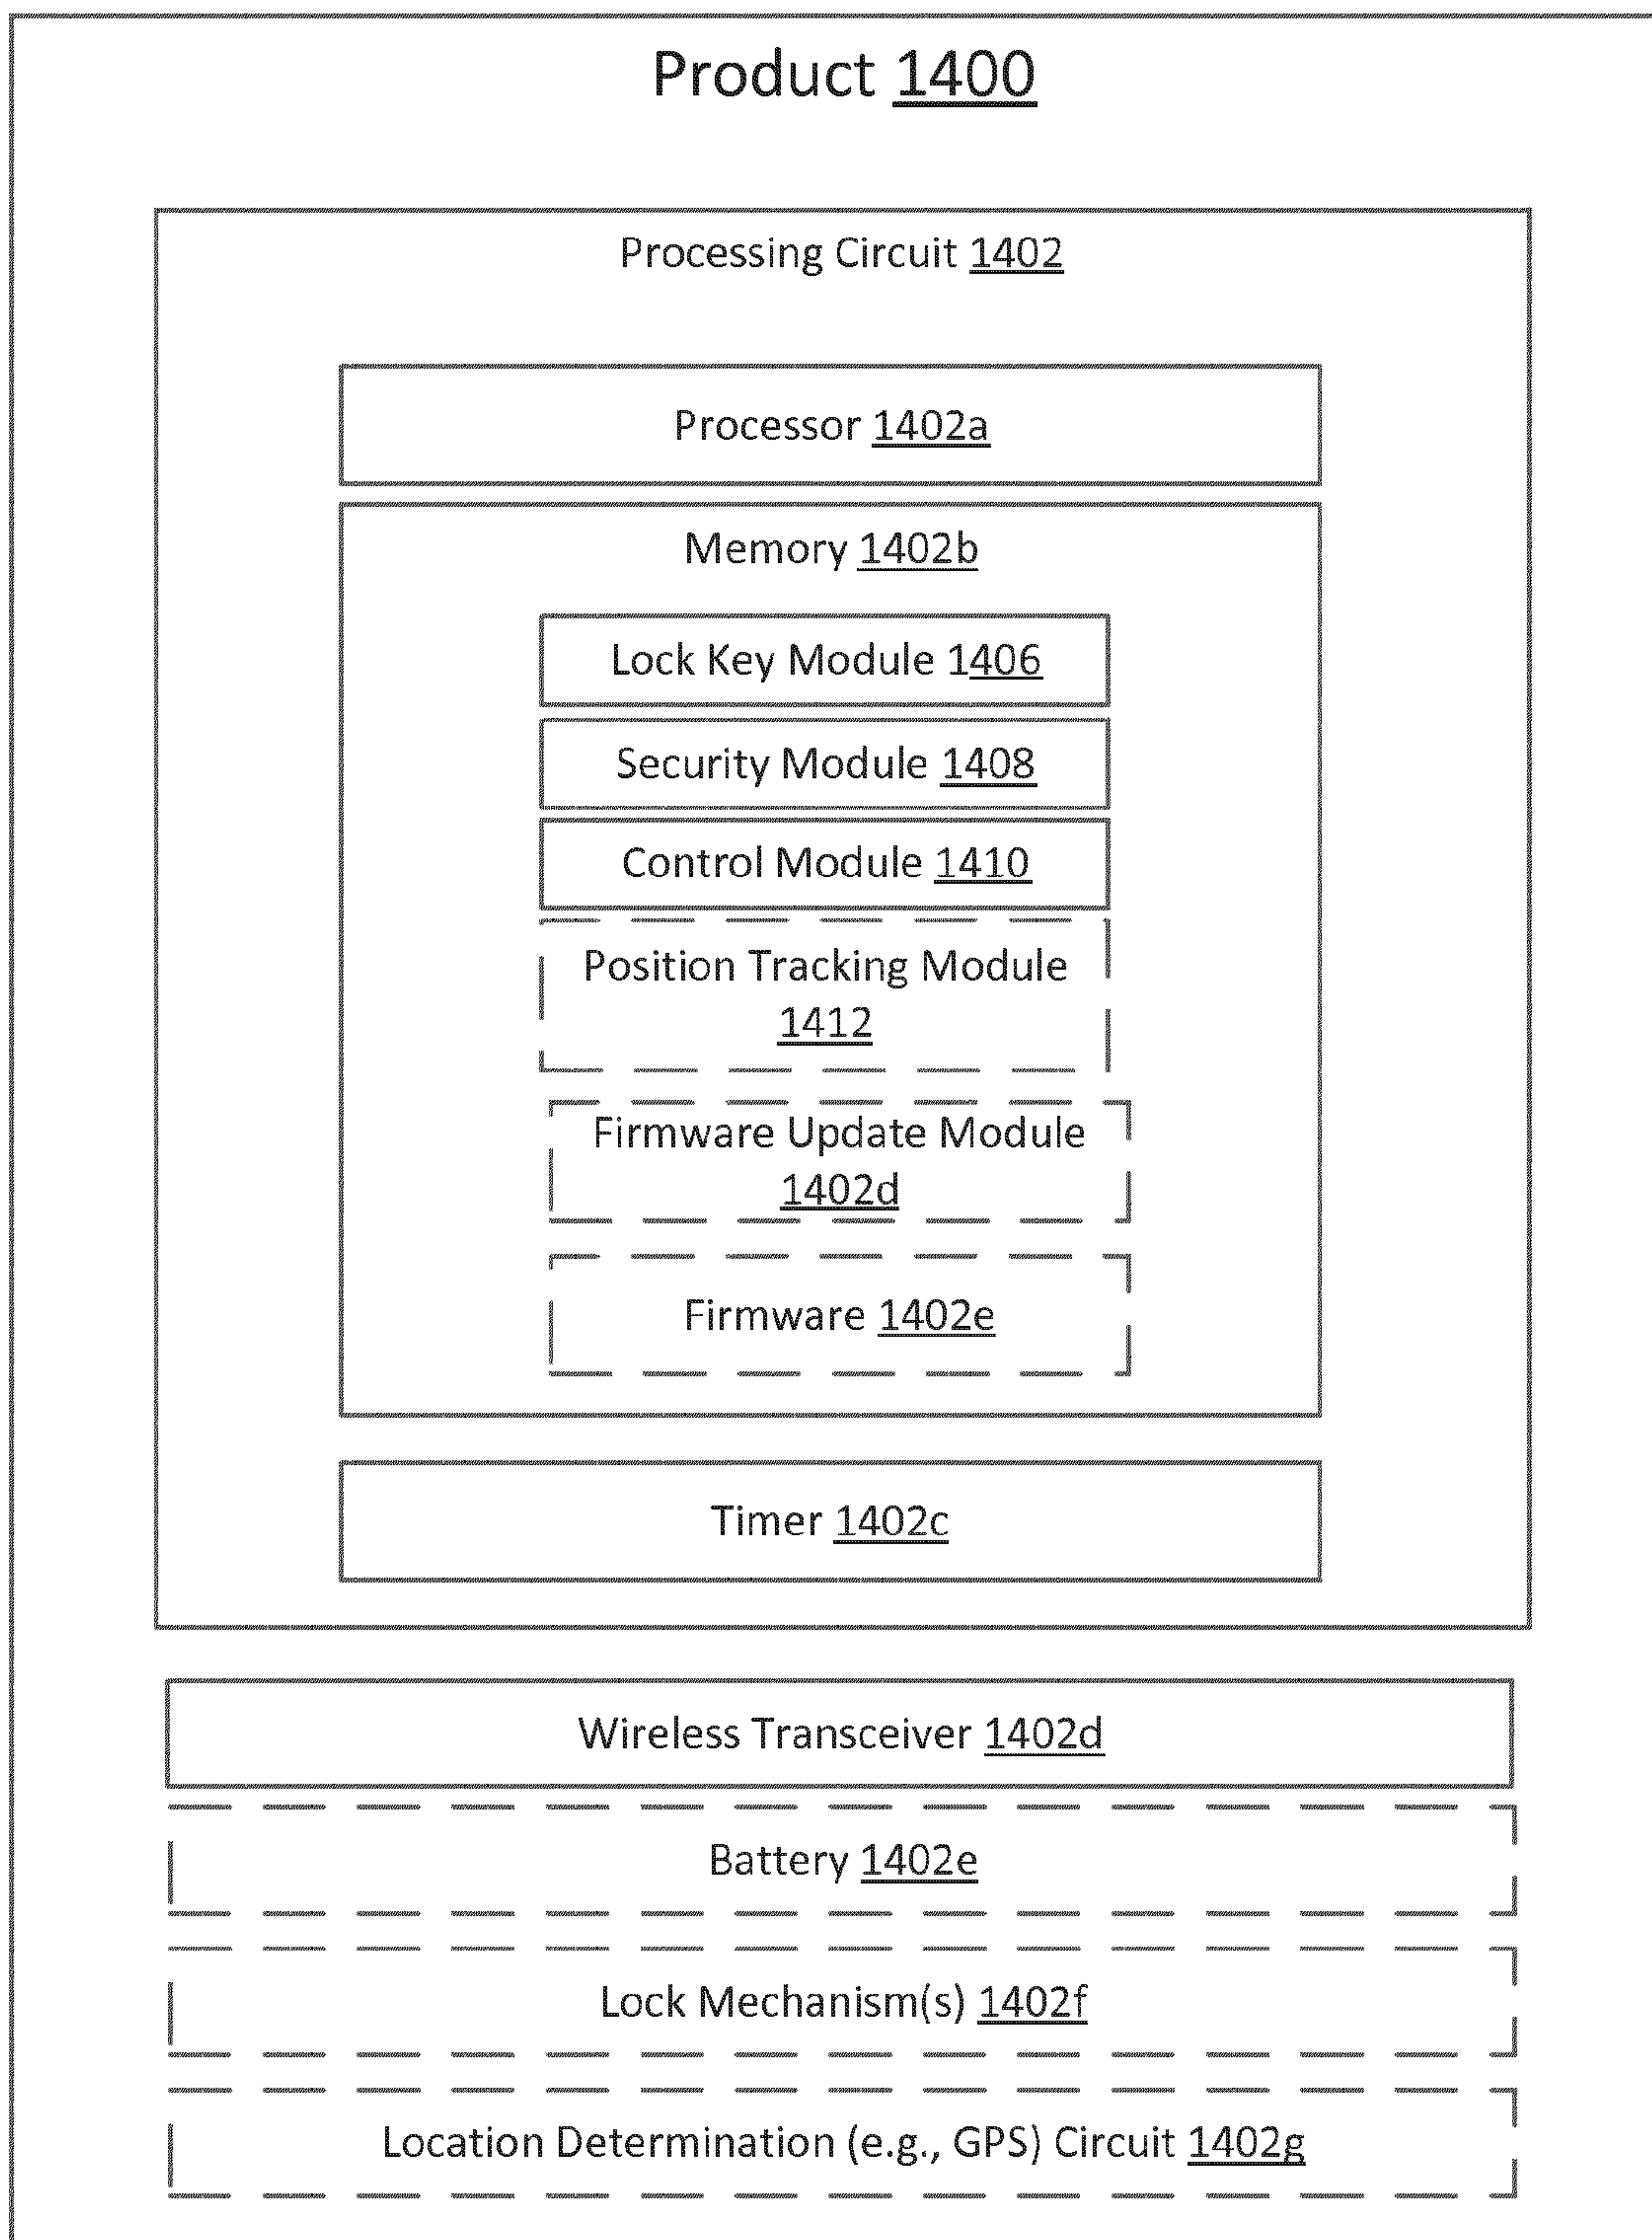 Product 1400
Processing Circuit 1402
Processor 1402a
Memory 1402b
Lock Key Module 1406
Security Module 1408
Control Module 1410
Position Tracking Module
1412
Firmware Update Module
1402d
Firmware 1402e
Timer 1402c
Wireless Transceiver 1402d
Battery 1402e
Lock Mechanism(s) 1402f
Location Determination (e.g., GPS) Circuit 1402g